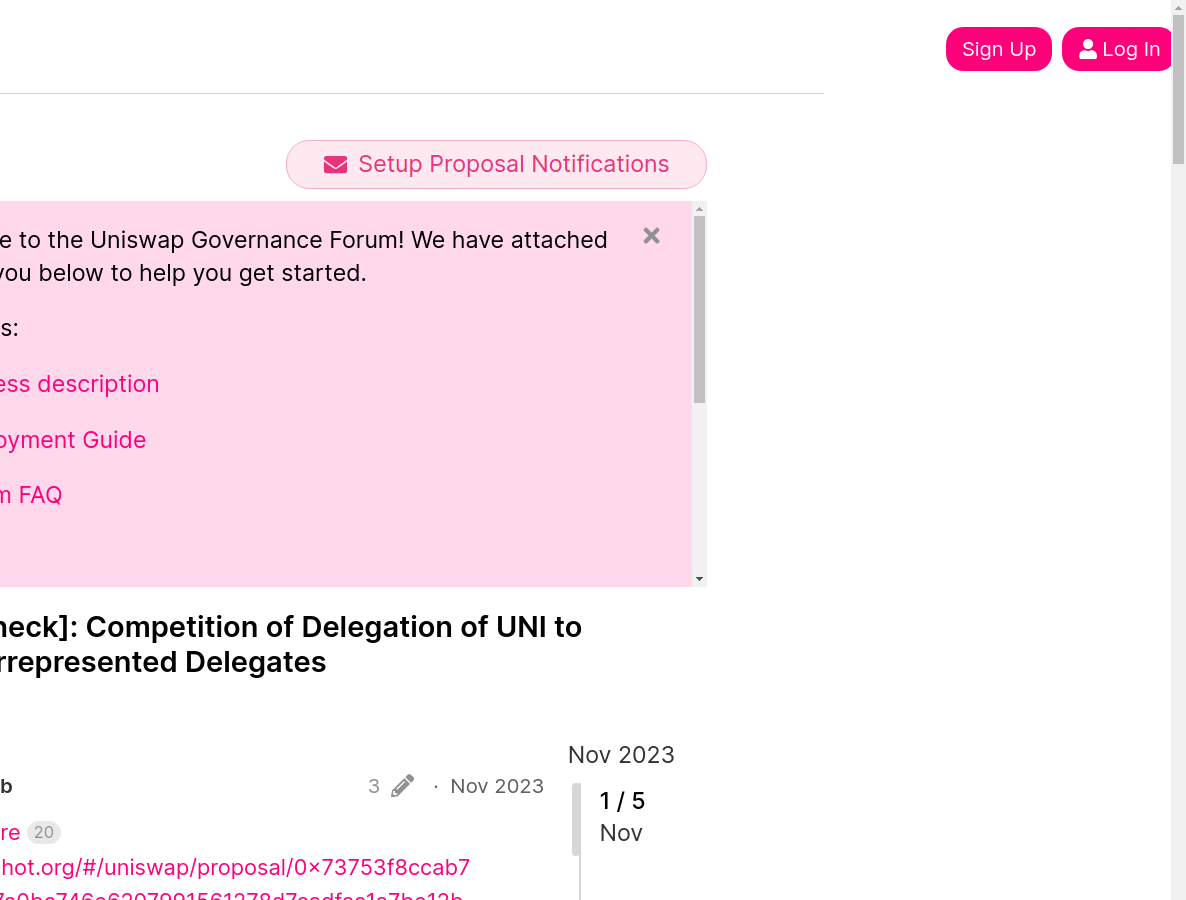 Sign Up
Log In
Setup Proposal Notifications
e to the Uniswap Governance Forum! We have attached
you below to help you get started.
s:
ess description
oyment Guide
m FAQ
heck]: Competition of Delegation of UNI to
rrepresented Delegates
Nov 2023
b 3 · Nov 2023
1 / 5
Nov
re 20
hot.org/#/uniswap/proposal/0x73753f8ccab7